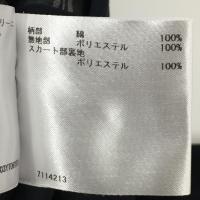 柄部 綿 100%
無地部 ポリエステル 100%
スカート部裏地
ポリエステル 100%
7114213